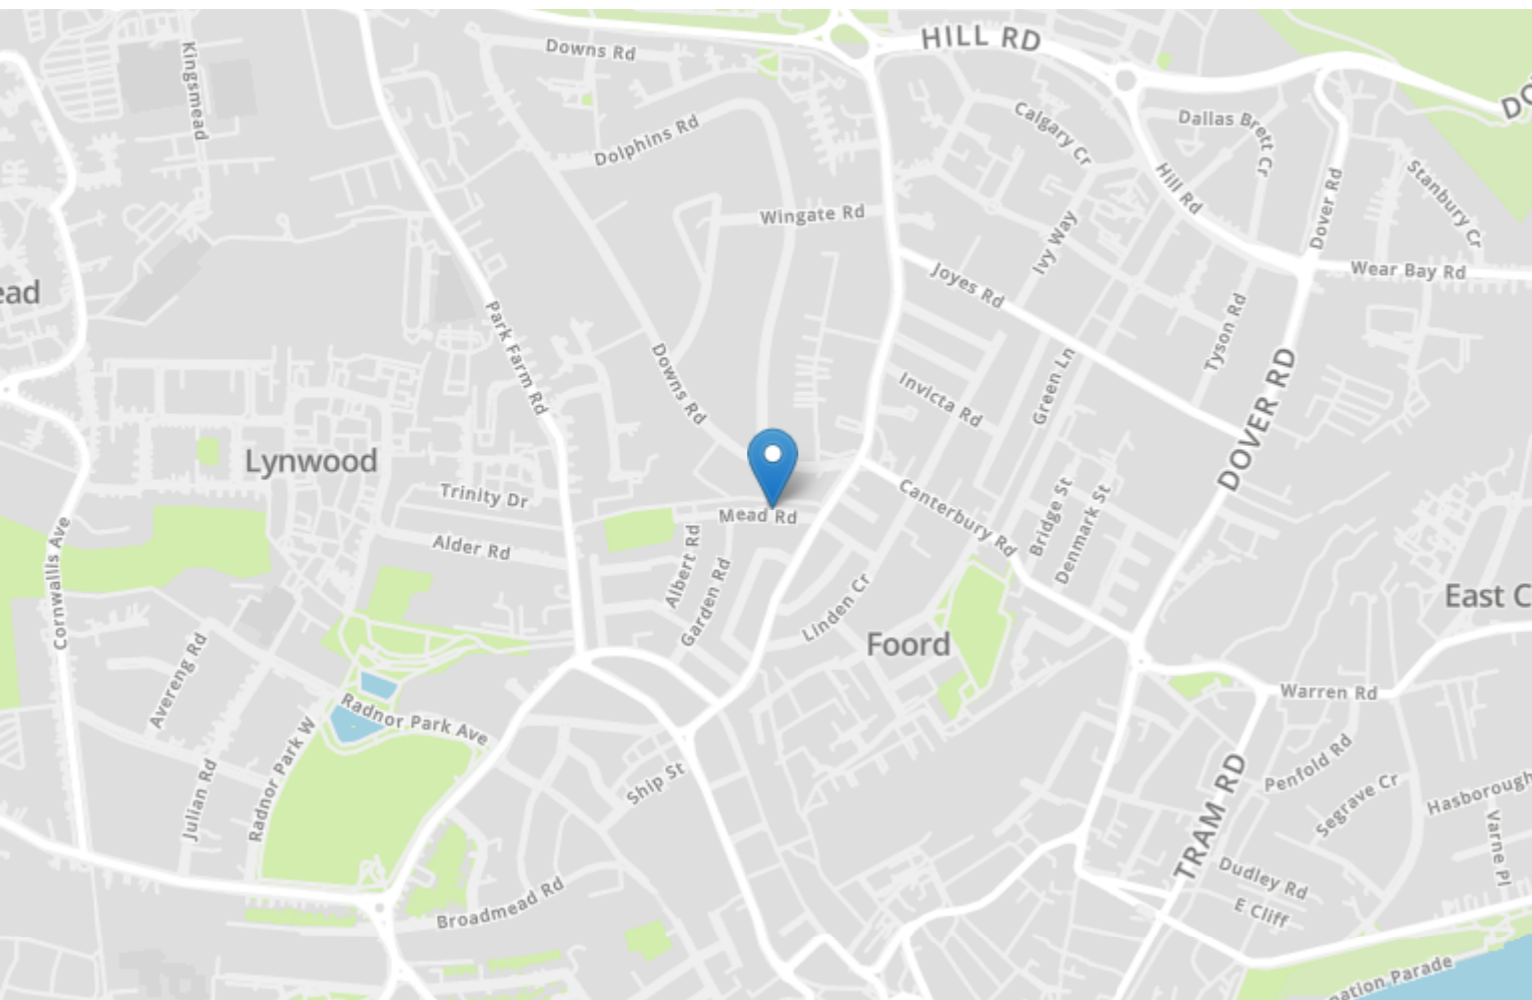 HILL RD
Downs Rd
Kingsmead
Dolphins Rd
Calgary Cr
Dallas Brett Cr
Hill Rd
Dover Rd
Stanbury Cr
Wingate Rd
Ivy Way
Joyes Rd
Wear Bay Rd
Tyson Rd
Park Farm Rd
Downs Rd
Invicta Rd
Green Ln
DOVER RD
Lynwood
Trinity Dr
Mead Rd
Canterbury Rd
Bridge St
Denmark St
Alder Rd
Albert Rd
Garden Rd
Linden Cr
Cornwallis Ave
East C
Foord
Avereng Rd
Radnor Park Ave
Radnor Park W
Warren Rd
Julian Rd
Ship St
Penfold Rd
Segrave Cr
Hasborough
TRAM RD
Varne Pl
Dudley Rd
E Cliff
Broadmead Rd
nation Parade